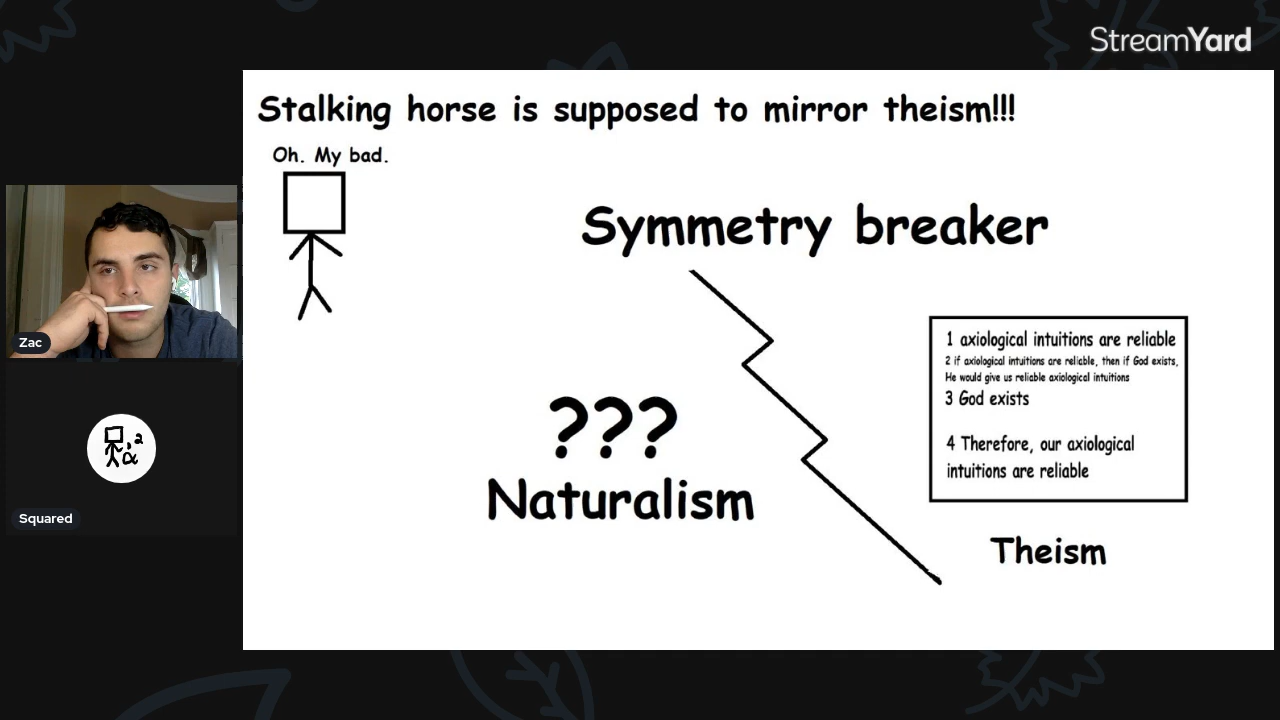 StreamYard
Stalking horse is supposed to mirror theism!!!
Oh. My bad.
Symmetry breaker
1 axiological intuitions are reliable
2 if axiological intuitions are reliable, then if God exists,
He would give us reliable axiological intuitions
3 God exists
4 Therefore, our axiological
intuitions are reliable
???
Naturalism
Theism
Zac
Squared